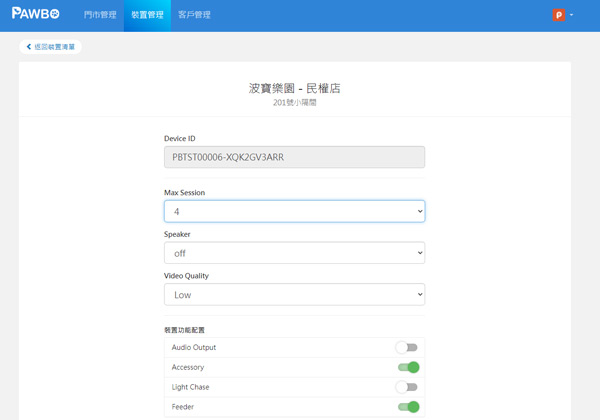 PAWBO
門市管理
裝置管理
客戶管理
返回裝置清單
波寶樂園 - 民權店
201號小隔間
Device ID
PBTST00006-XQK2GV3ARR
Max Session
4
Speaker
off
Video Quality
Low
裝置功能配置
Audio Output
Accessory
Light Chase
Feeder